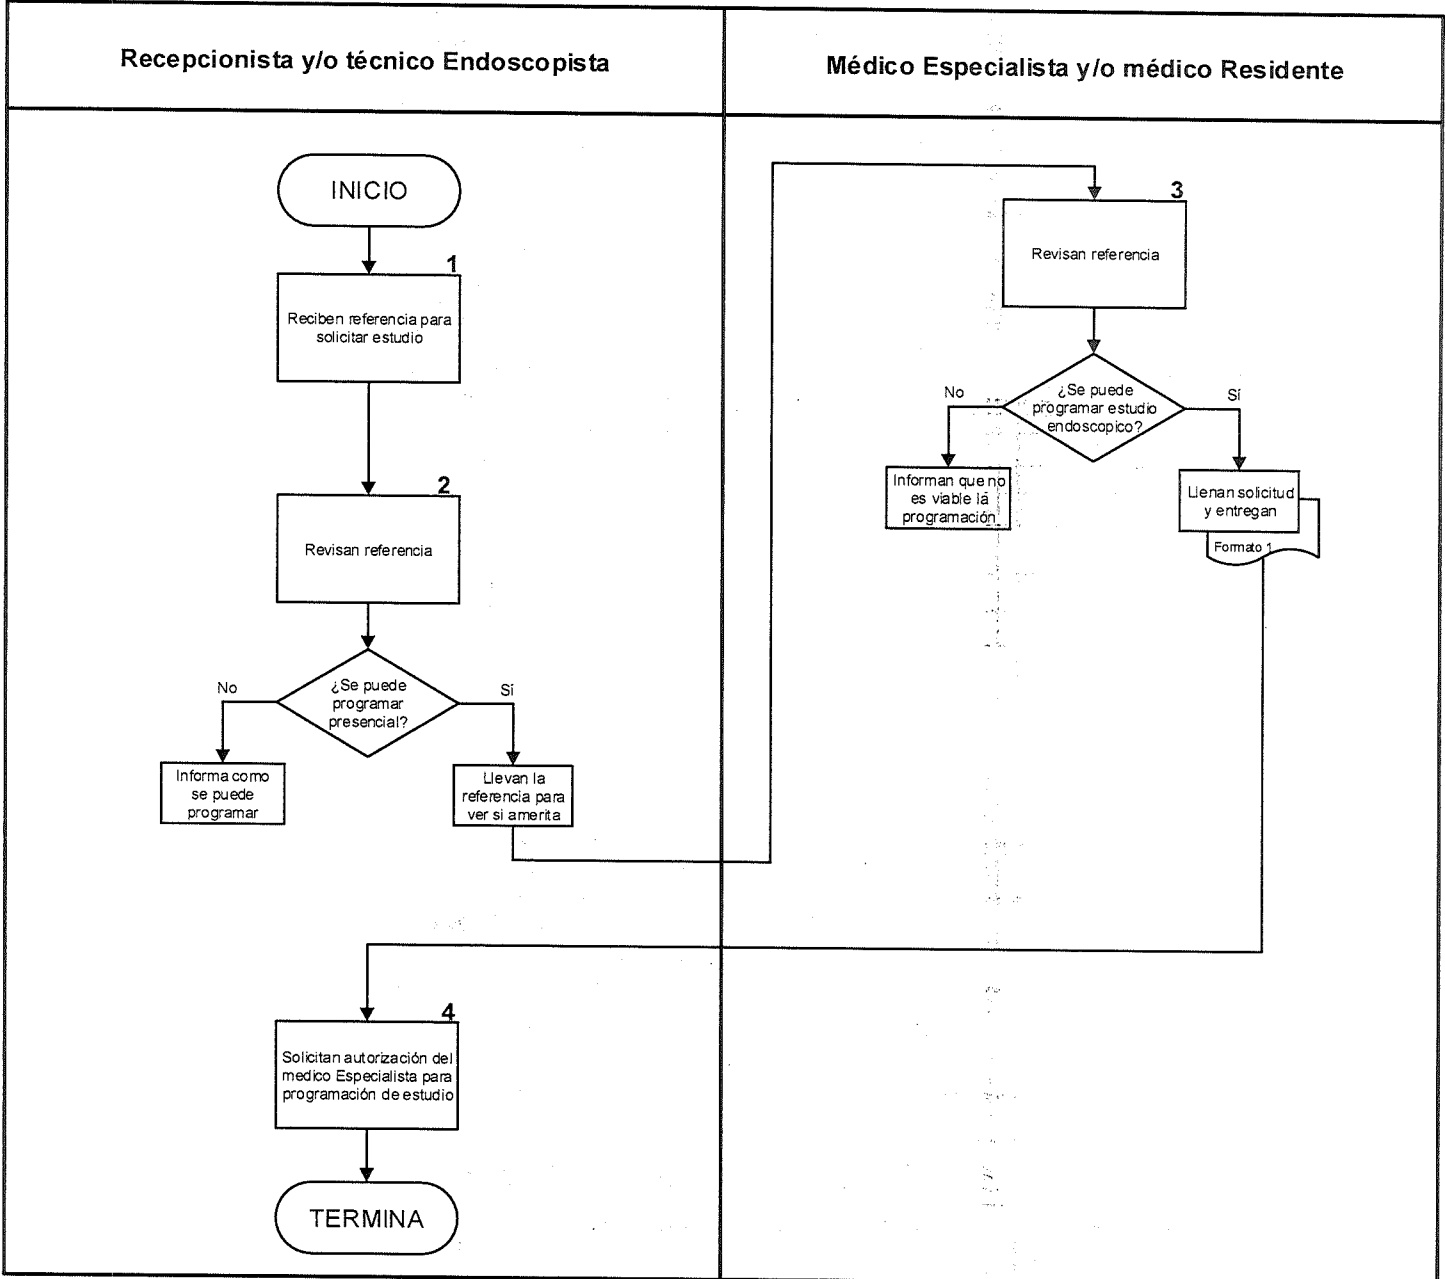 Recepcionista y/o técnico Endoscopista
Médico Especialista y/o médico Residente
INICIO
1
Reciben referencia para
solicitar estudio
2
Revisan referencia
¿Se puede
programar
presencial?
No
Sí
Informa como
se puede
programar
Llevan la
referencia para
ver si amerita
3
Revisan referencia
¿Se puede
programar estudio
endoscopico?
No
Sí
Informan que no
es viable la
programación
Llenan solicitud
y entregan
Formato 1
4
Solicitan autorización del
medico Especialista para
programación de estudio
TERMINA